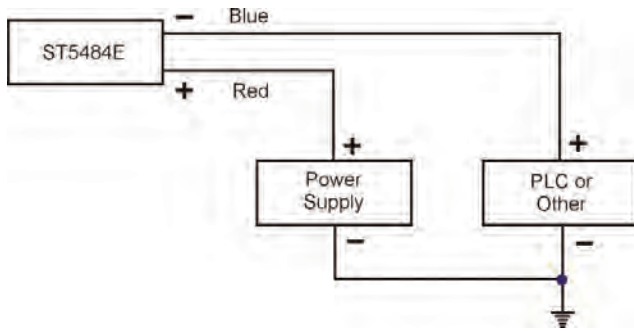 − Blue
ST5484E
+ Red
+
+
Power
Supply
PLC or
Other
−
−